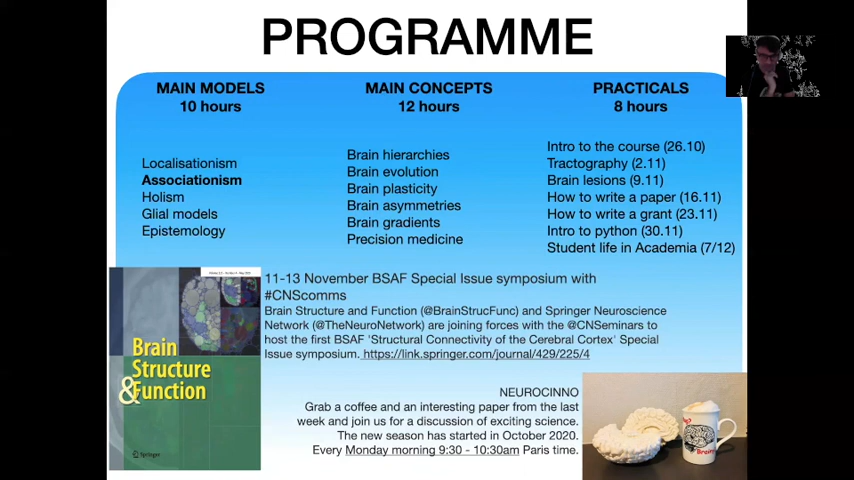 PROGRAMME
MAIN MODELS
10 hours
Localisationism
Associationism
Holism
Glial models
Epistemology
MAIN CONCEPTS
12 hours
Brain hierarchies
Brain evolution
Brain plasticity
Brain asymmetries
Brain gradients
Precision medicine
PRACTICALS
8 hours
Intro to the course (26.10)
Tractography (2.11)
Brain lesions (9.11)
How to write a paper (16.11)
How to write a grant (23.11)
Intro to python (30.11)
Student life in Academia (7/12)
Brain
Structure
& Function
Springer
11-13 November BSAF Special Issue symposium with
#CNScomms
Brain Structure and Function (@BrainStrucFunc) and Springer Neuroscience
Network (@TheNeuroNetwork) are joining forces with the @CNSeminars to
host the first BSAF 'Structural Connectivity of the Cerebral Cortex' Special
Issue symposium. https://link.springer.com/journal/429/225/4
NEUROCINNO
Grab a coffee and an interesting paper from the last
week and join us for a discussion of exciting science.
The new season has started in October 2020.
Every Monday morning 9:30 - 10:30am Paris time.
Brains